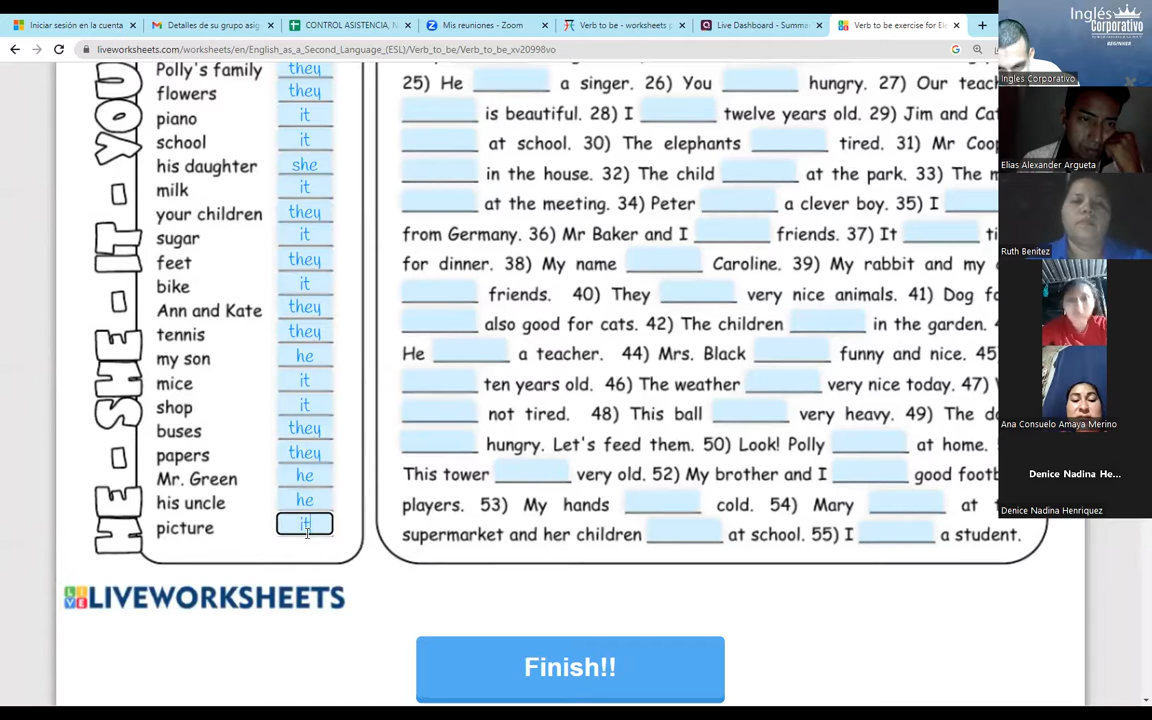 Iniciar sesión en la cuenta
Detalles de su grupo asig
CONTROL ASISTENCIA, N
Mis reuniones - Zoom
Verb to be - worksheets p
Live Dashboard - Summa
Verb to be exercise for Ele
liveworksheets.com/worksheets/en/English_as_a_Second_Language_(ESL)/Verb_to_be/Verb_to_be_xv20998vo
HE - SHE - IT - YOU
Polly's family they
flowers they
piano it
school it
his daughter she
milk it
your children they
sugar it
feet they
bike it
Ann and Kate they
tennis they
my son he
mice it
shop it
buses they
papers they
Mr. Green he
his uncle he
picture it
25) He a singer. 26) You hungry. 27) Our teac
is beautiful. 28) I twelve years old. 29) Jim and Cat
at school. 30) The elephants tired. 31) Mr Coop
in the house. 32) The child at the park. 33) The m
at the meeting. 34) Peter a clever boy. 35) I
from Germany. 36) Mr Baker and I friends. 37) It ti
for dinner. 38) My name Caroline. 39) My rabbit and my
friends. 40) They very nice animals. 41) Dog fo
also good for cats. 42) The children in the garden.
He a teacher. 44) Mrs. Black funny and nice. 45
ten years old. 46) The weather very nice today. 47)
not tired. 48) This ball very heavy. 49) The do
hungry. Let's feed them. 50) Look! Polly at home.
This tower very old. 52) My brother and I good footb
players. 53) My hands cold. 54) Mary at t
supermarket and her children at school. 55) I a student.
LIVEWORKSHEETS
Finish!!
Inglés
Corporativo
BEGINNER
Ingles Corporativo
Elias Alexander Argueta
Ruth Benitez
Ana Consuelo Amaya Merino
Denice Nadina He...
Denice Nadina Henriquez